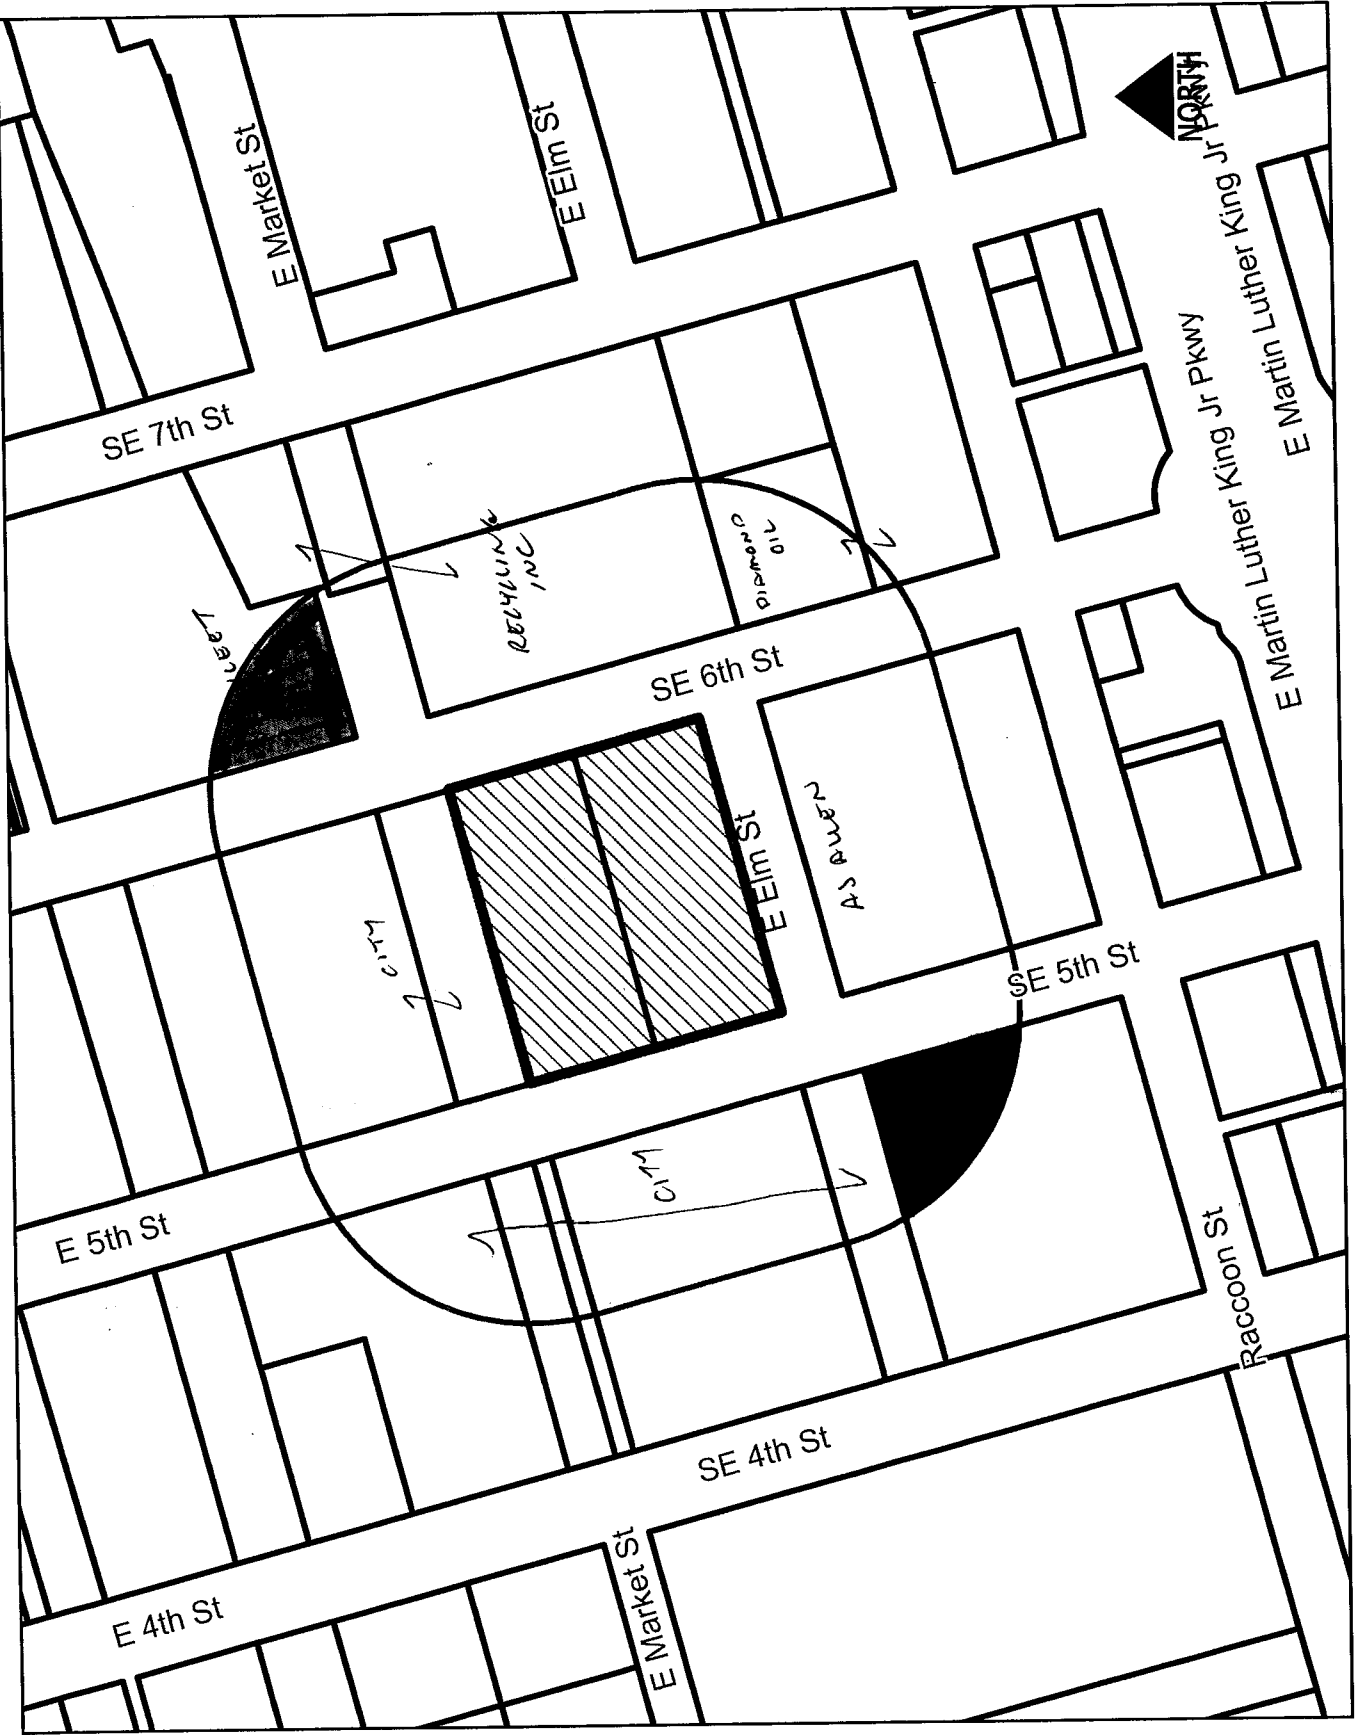 NORTH
E Market St
E Elm St
E Martin Luther King Jr Pkwy
E Martin Luther King Jr Pkwy
SE 7th St
RECYCLING
INC
DIAMOND
OIL
SE 6th St
E Elm St
CITY
SE 5th St
CITY
E 5th St
Raccoon St
SE 4th St
E 4th St
E Market St